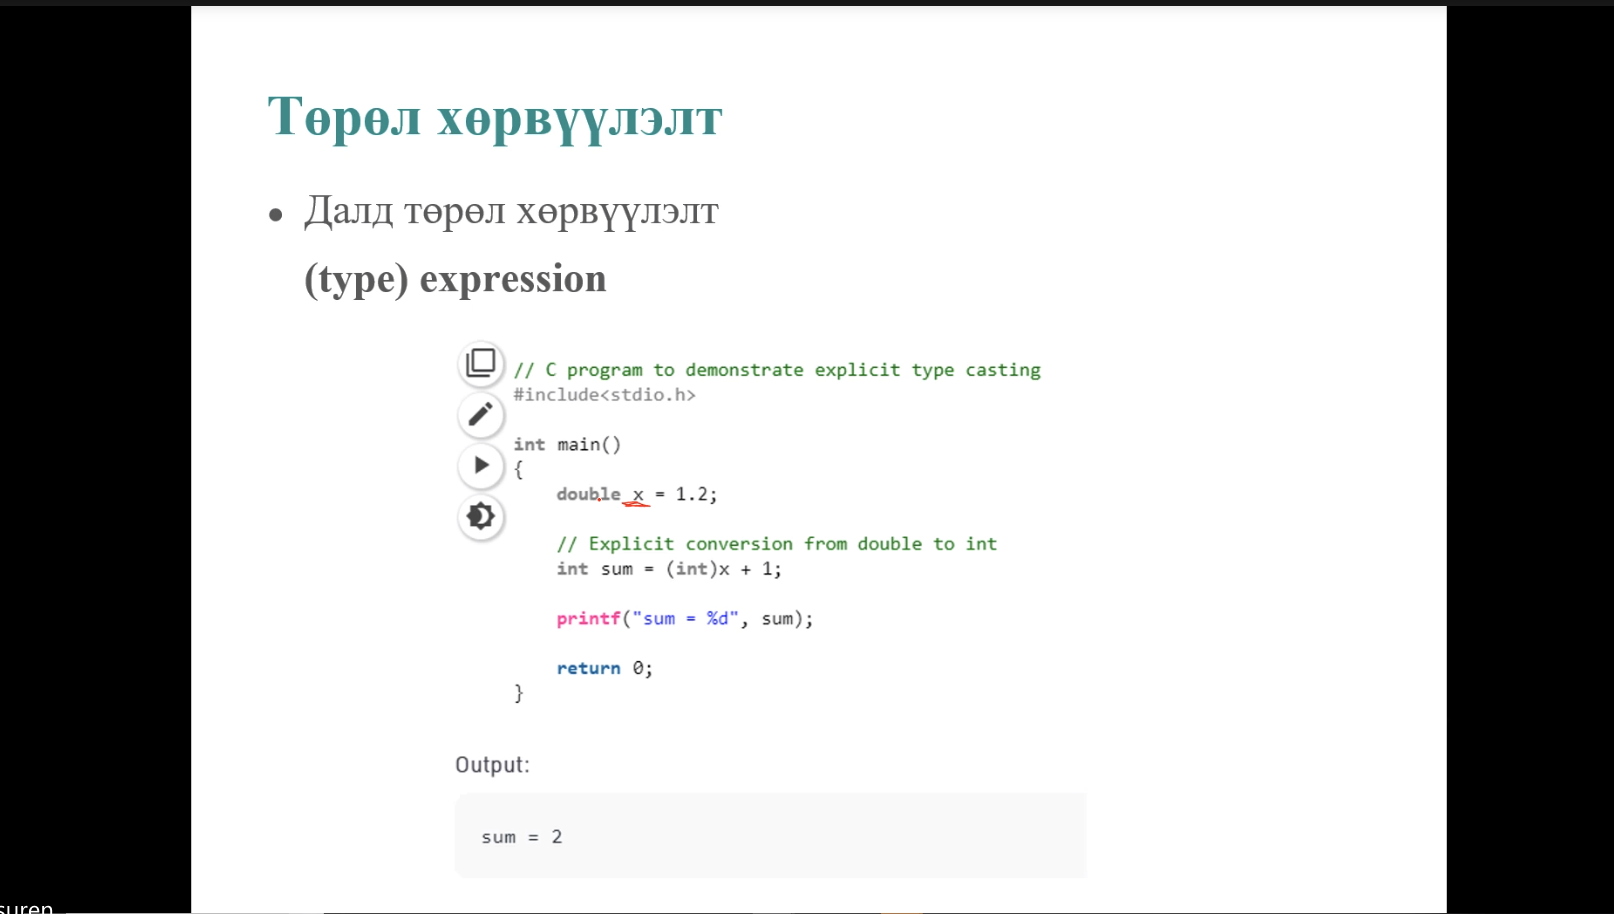 Төрөл хөрвүүлэлт
● Далд төрөл хөрвүүлэлт
(type) expression
// C program to demonstrate explicit type casting
#include<stdio.h>
int main()
{
double x = 1.2;
// Explicit conversion from double to int
int sum = (int)x + 1;
printf("sum = %d", sum);
return 0;
}
Output:
sum = 2
suren